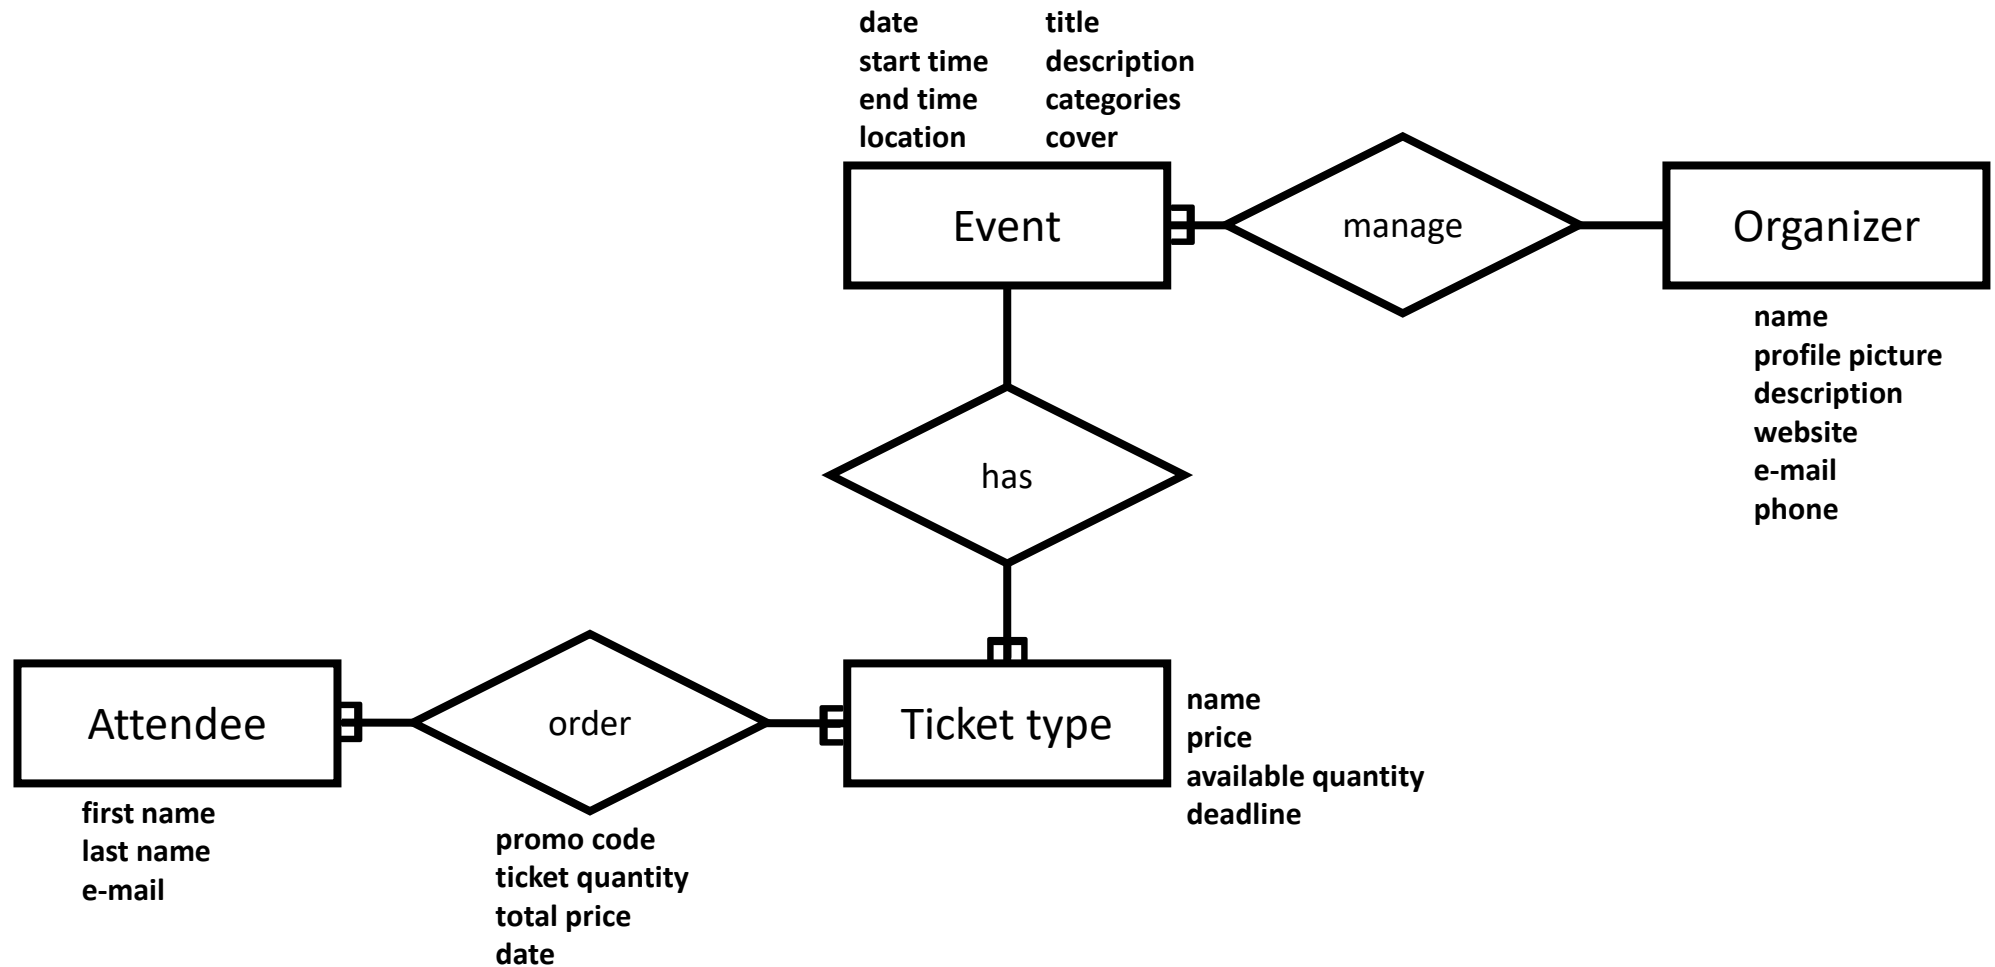 date
start time
end time
location
title
description
categories
cover
Event
manage
Organizer
name
profile picture
description
website
e-mail
phone
has
Attendee
order
Ticket type
name
price
available quantity
deadline
first name
last name
e-mail
promo code
ticket quantity
total price
date